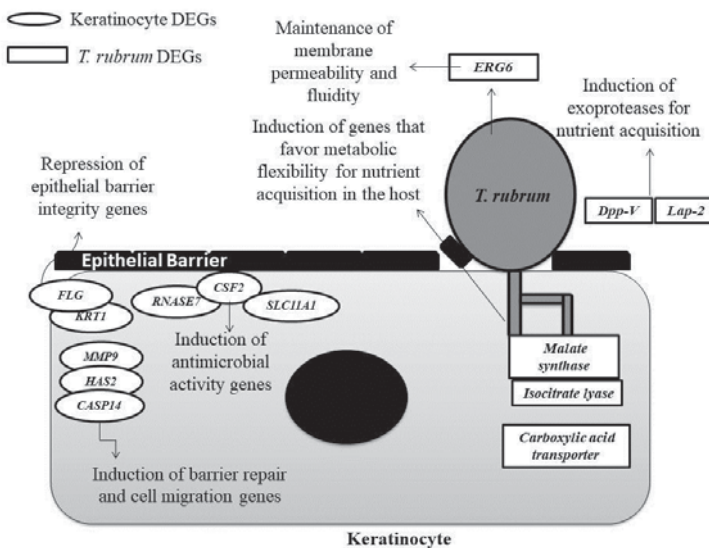 Keratinocyte DEGs
T. rubrum DEGs
Maintenance of
membrane
permeability and
fluidity
ERG6
Induction of
exoproteases for
nutrient acquisition
Induction of genes that
favor metabolic
flexibility for nutrient
acquisition in the host
Repression of
epithelial barrier
integrity genes
T. rubrum
Dpp-V
Lap-2
Epithelial Barrier
FLG
KRT1
RNASE7
CSF2
SLC11A1
Induction of
antimicrobial
activity genes
MMP9
HAS2
CASP14
Induction of barrier repair
and cell migration genes
Malate
synthase
Isocitrate lyase
Carboxylic acid
transporter
Keratinocyte